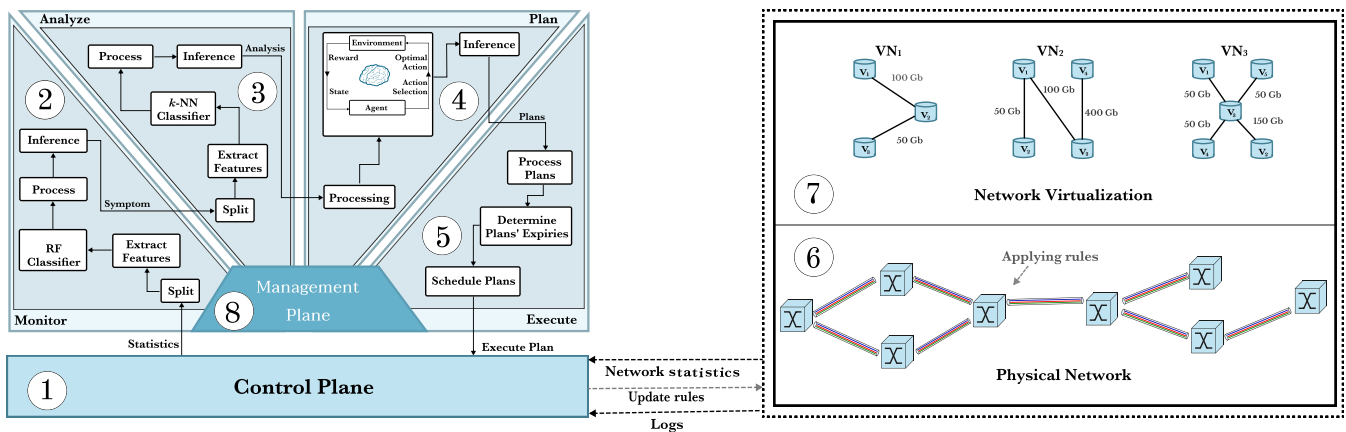 Analyze
Process
Inference
Analysis
3
k-NN
Classifier
Extract
Features
Split
2
Inference
Process
Symptom
RF
Classifier
Extract
Features
Split
Monitor
Statistics
Plan
Environment
Reward
Optimal
Action
State
Action
Selection
Agent
4
Inference
Processing
Plans
Process
Plans
Determine
Plans' Expiries
5
Schedule Plans
Execute
Execute Plan
8
Management
Plane
1
Control Plane
Network statistics
Update rules
Logs
VN1
V1
100 Gb
V2
50 Gb
V3
VN2
V1
V4
100 Gb
50 Gb
400 Gb
V2
V3
VN3
50 Gb
50 Gb
50 Gb
150 Gb
V2
7
Network Virtualization
6
Applying rules
Physical Network